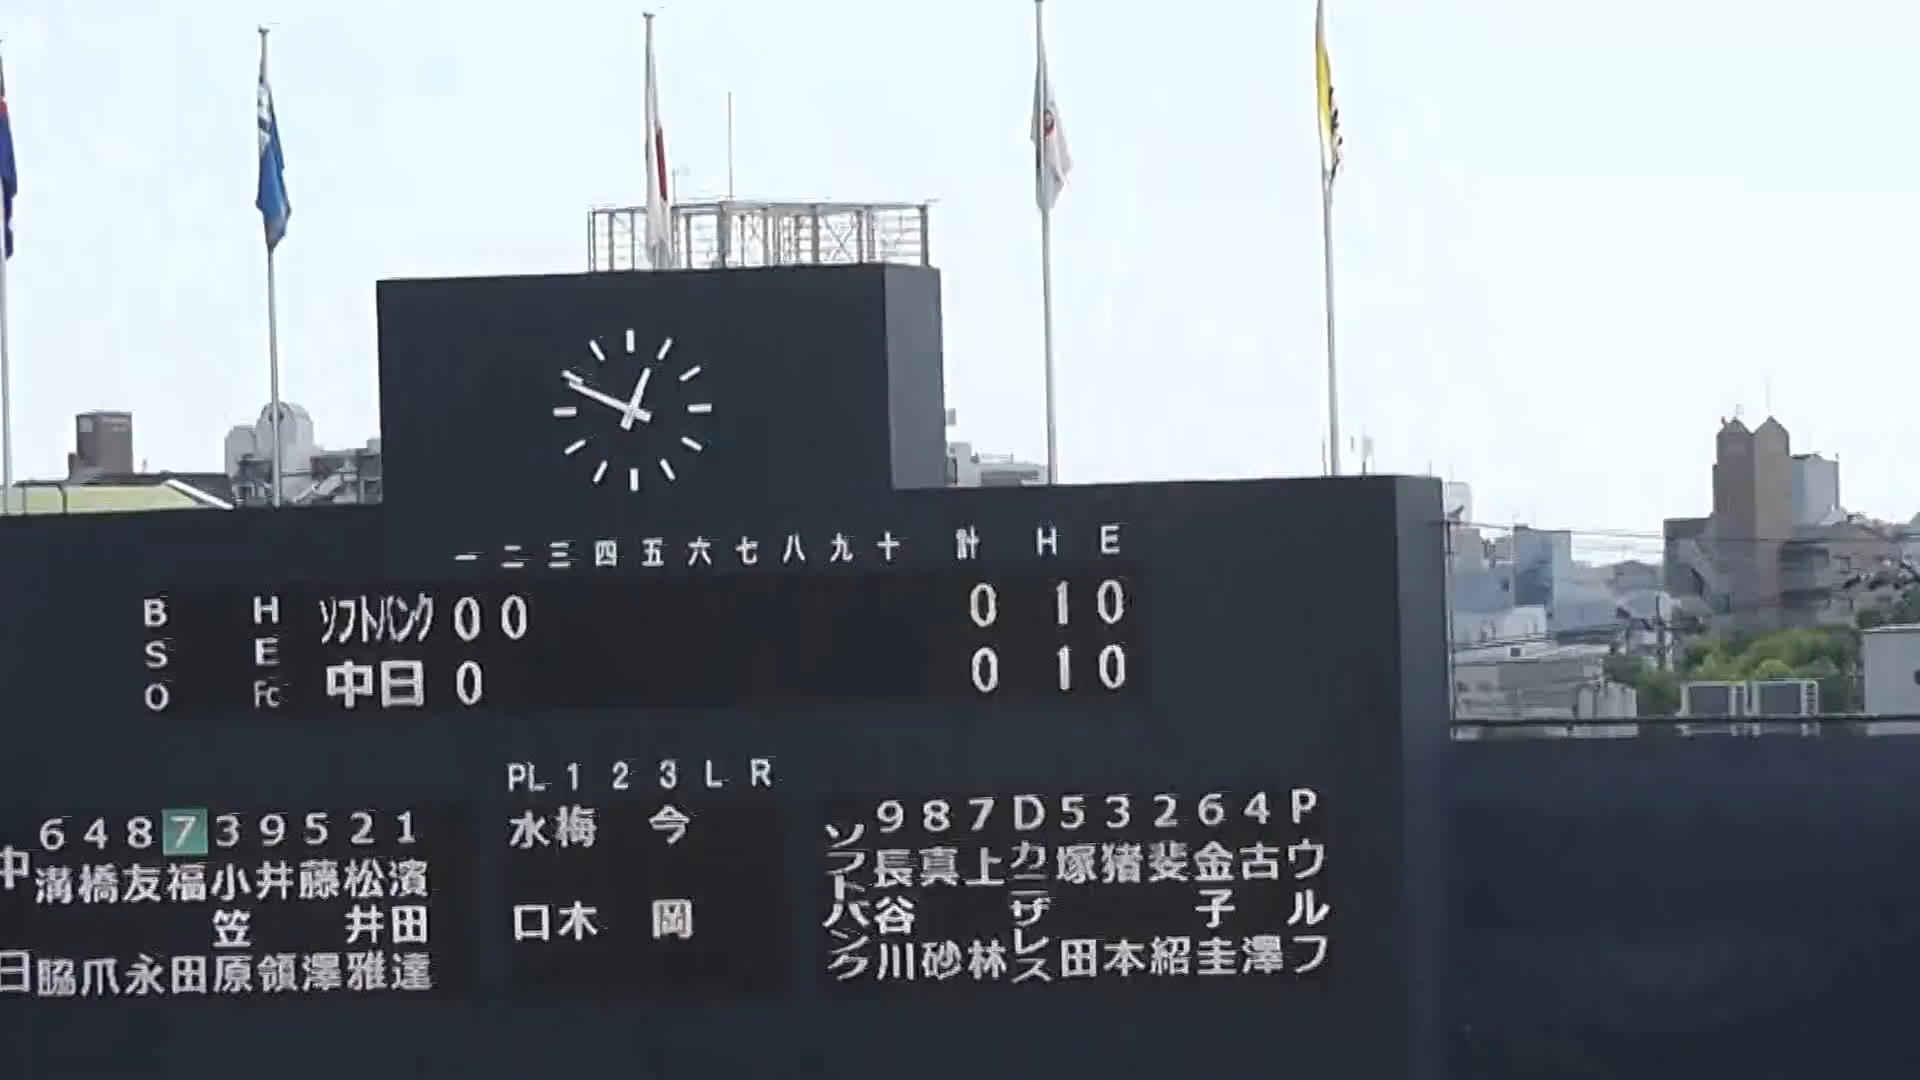 一 二 三 四 五 六 七 八 九 十 計 H E
B H ソフトバンク 0 0 0 1 0
S E
O Fc 中日 0 0 1 0
PL 1 2 3 L R
水口 梅木 今岡
中日
6 溝脇
4 橋爪
8 友永
7 福田
3 小笠原
9 井領
5 藤澤
2 松井雅
1 濱田達
ソフトバンク
9 長谷川
8 真砂
7 上林
D カニザレス
5 塚田
3 猪本
2 斐紹
6 金子圭
4 古澤
P ウルフ